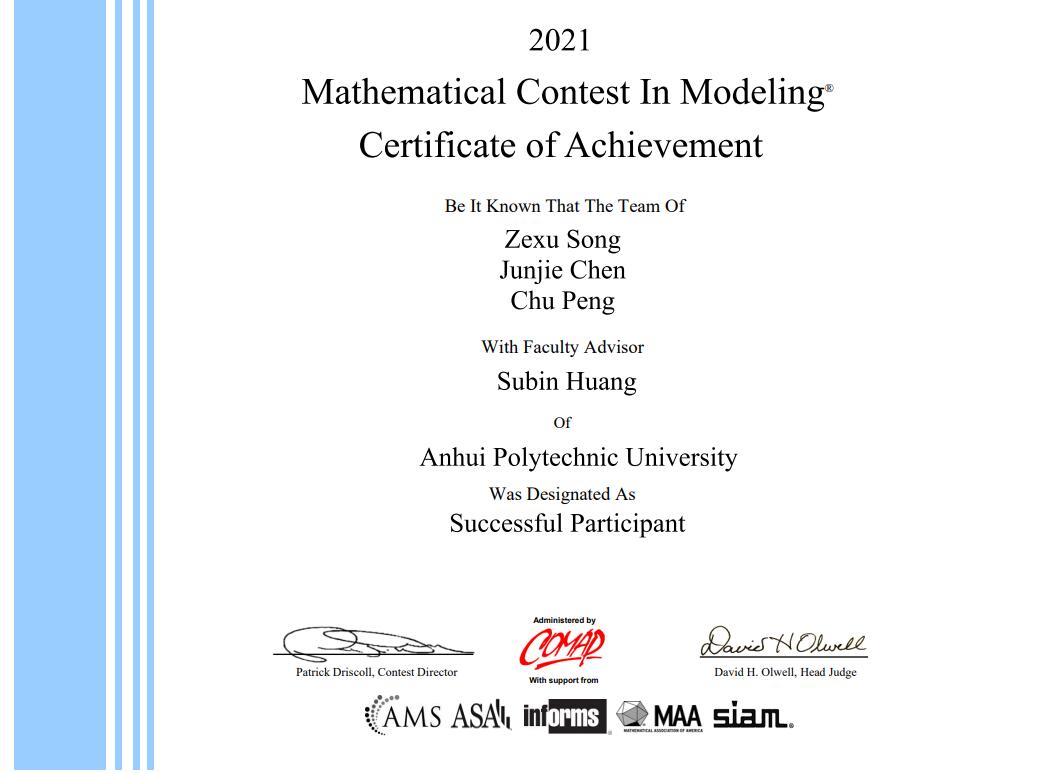 2021
Mathematical Contest In Modeling®
Certificate of Achievement
Be It Known That The Team Of
Zexu Song
Junjie Chen
Chu Peng
With Faculty Advisor
Subin Huang
Of
Anhui Polytechnic University
Was Designated As
Successful Participant
Administered by
COMAP
David H Olwell
Patrick Driscoll, Contest Director
With support from
David H. Olwell, Head Judge
AMS ASA informs® MAA MATHEMATICAL ASSOCIATION OF AMERICA siam®